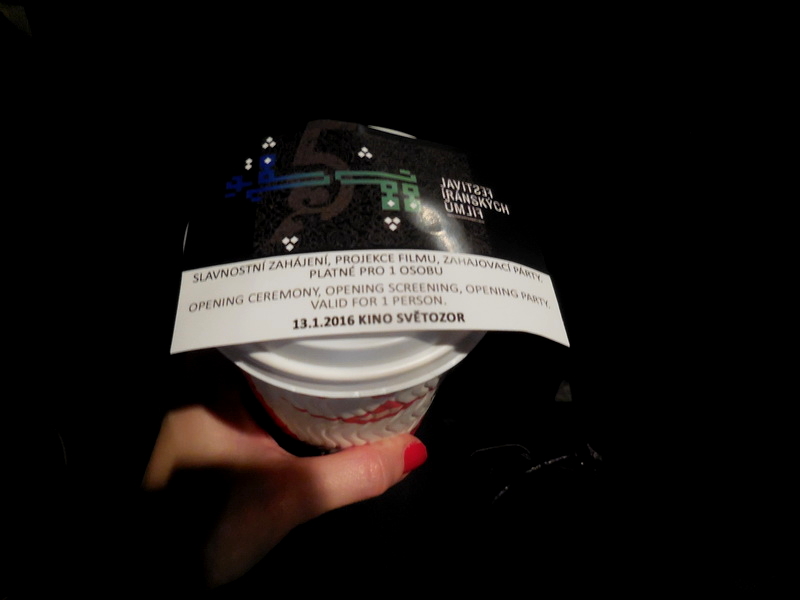 5
FESTIVAL
ÍRÁNSKÝCH
FILMŮ
SLAVNOSTNÍ ZAHÁJENÍ, PROJEKCE FILMU, ZAHAJOVACÍ PÁRTY.
PLATNÉ PRO 1 OSOBU
OPENING CEREMONY, OPENING SCREENING, OPENING PARTY.
VALID FOR 1 PERSON.
13.1.2016 KINO SVĚTOZOR